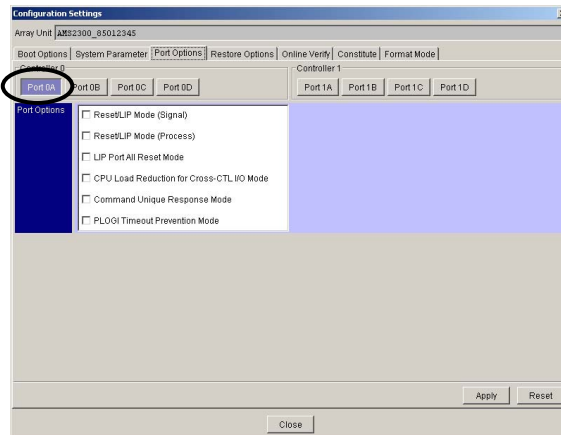 Configuration Settings
Array Unit AMS2300_85012345
Boot Options System Parameter Port Options Restore Options Online Verify Constitute Format Mode
Controller 0 Controller 1
Port 0A Port 0B Port 0C Port 0D Port 1A Port 1B Port 1C Port 1D
Port Options
Reset/LIP Mode (Signal)
Reset/LIP Mode (Process)
LIP Port All Reset Mode
CPU Load Reduction for Cross-CTL I/O Mode
Command Unique Response Mode
PLOGI Timeout Prevention Mode
Apply Reset
Close